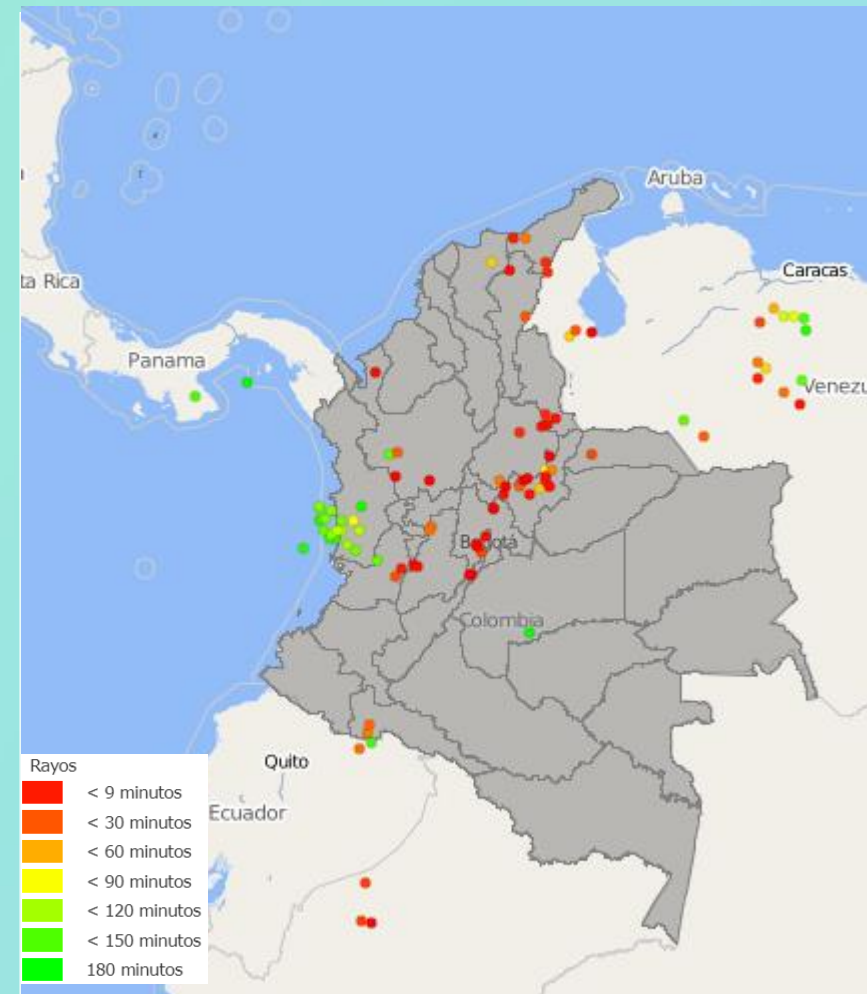 Aruba
Caracas
ta Rica
Panama
Venezu
Bogotá
Colombia
Quito
Ecuador
Rayos
< 9 minutos
< 30 minutos
< 60 minutos
< 90 minutos
< 120 minutos
< 150 minutos
180 minutos